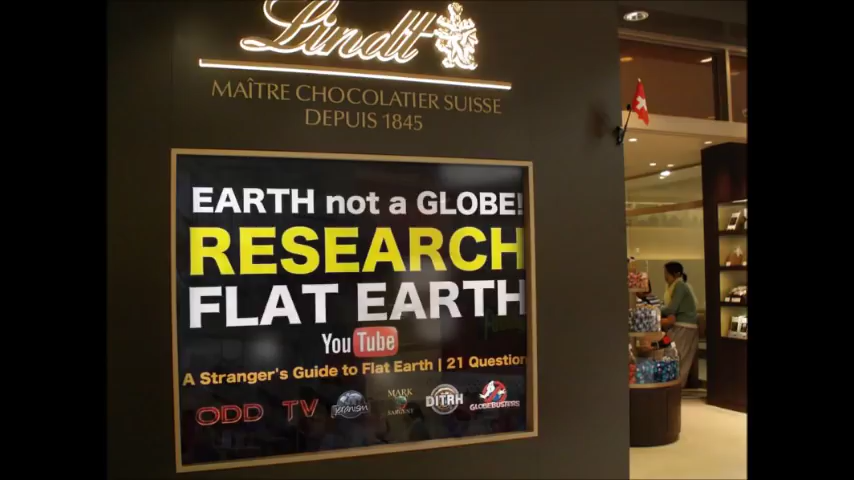 Lindt
MAÎTRE CHOCOLATIER SUISSE
DEPUIS 1845
EARTH not a GLOBE!
RESEARCH
FLAT EARTH
YouTube
A Stranger's Guide to Flat Earth | 21 Question
ODD TV jeranism MARK SARGENT DITRH GLOBEBUSTERS